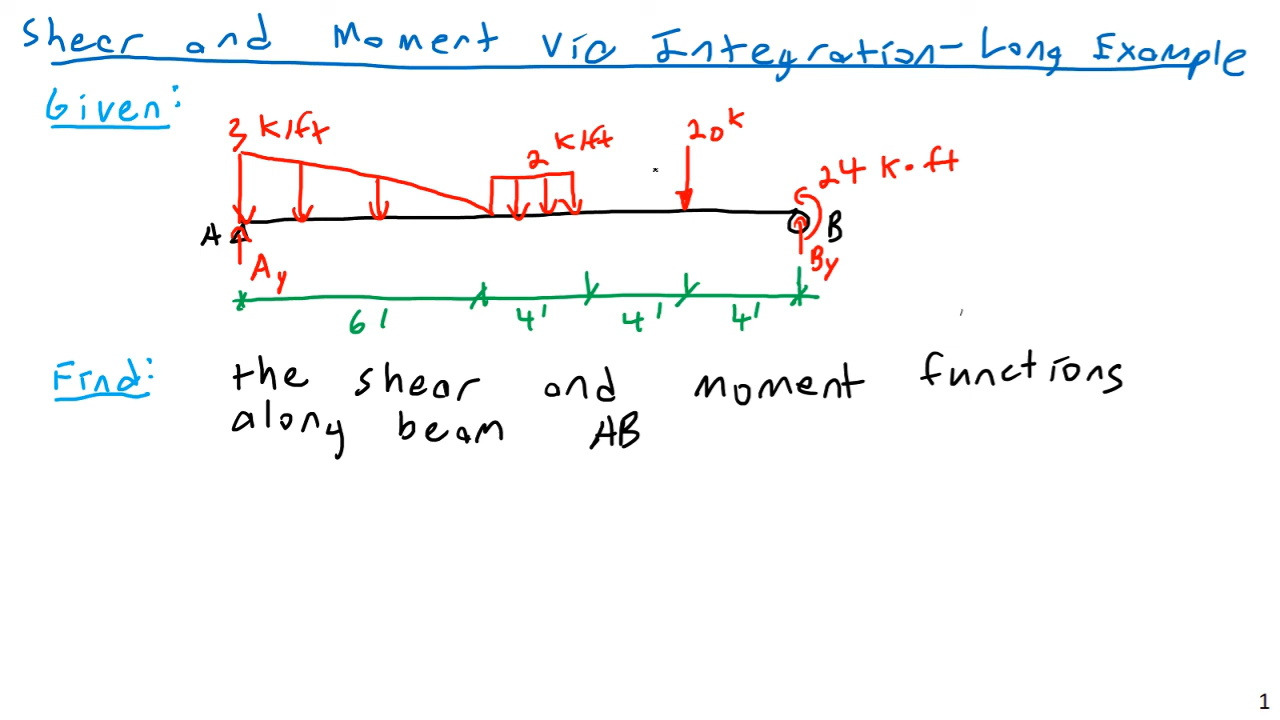 Shear and Moment Via Integration - Long Example
Given:
3 k/ft
2 k/ft
20 k
24 k·ft
A
B
Ay
By
6'
4'
4'
4'
Find: the shear and moment functions
along beam AB
1